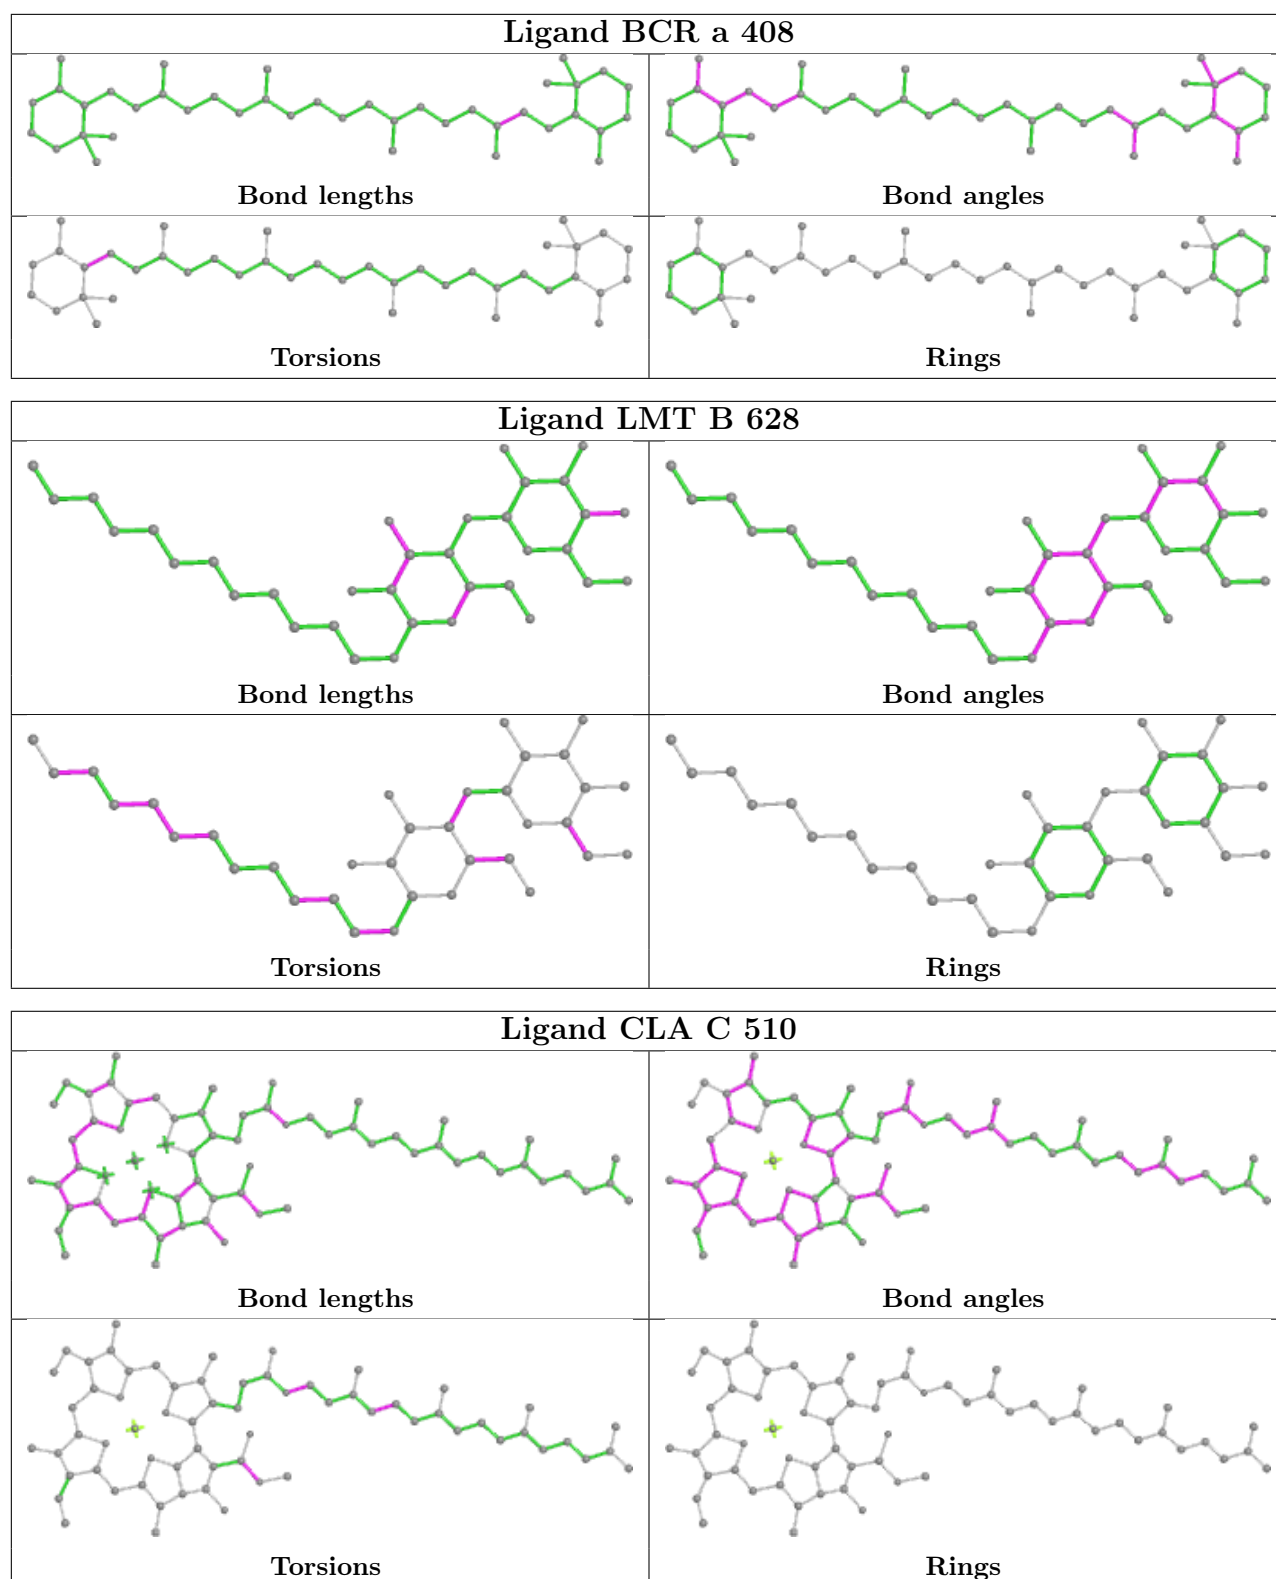 Ligand BCR a 408
Bond lengths
Bond angles
Torsions
Rings
Ligand LMT B 628
Bond lengths
Bond angles
Torsions
Rings
Ligand CLA C 510
Bond lengths
Bond angles
Torsions
Rings